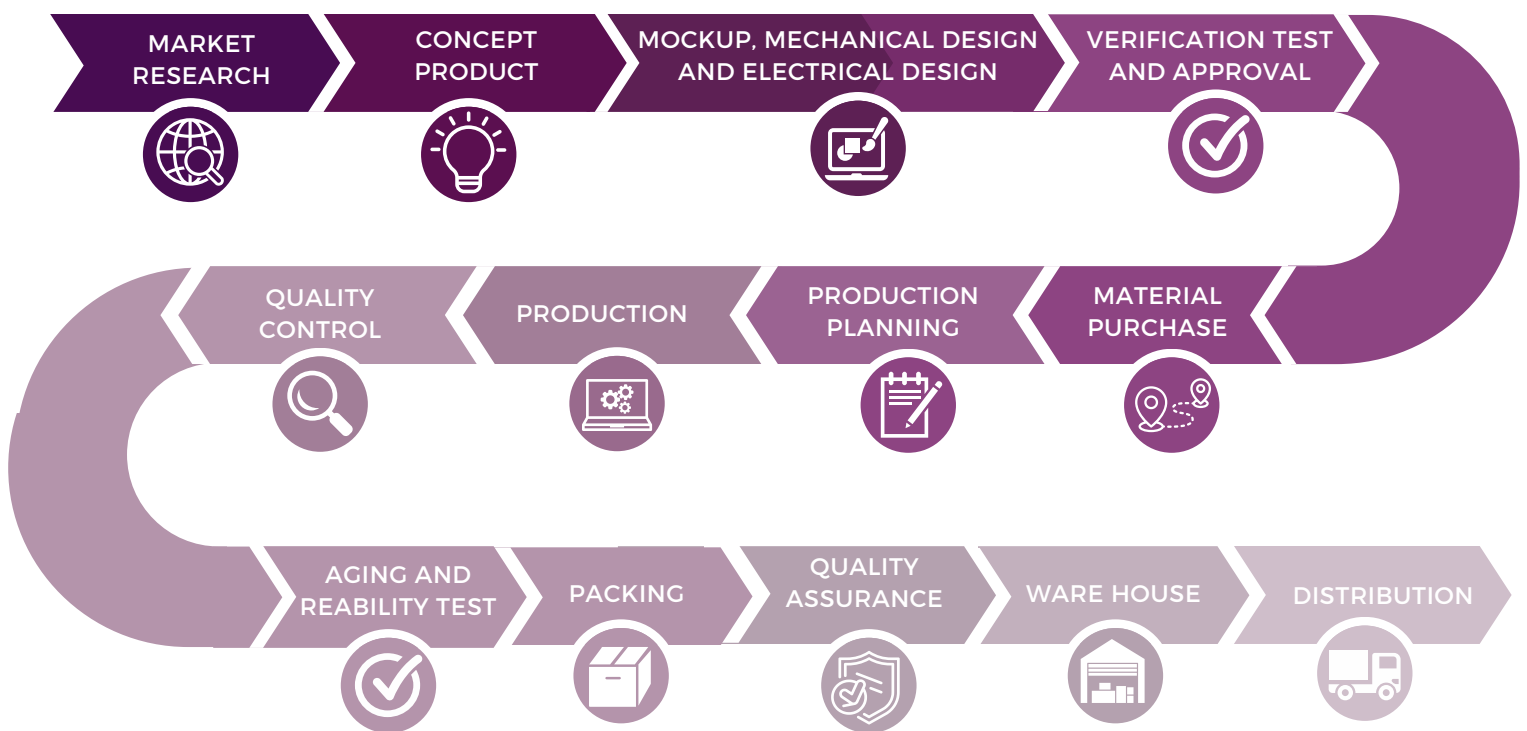 MARKET
RESEARCH
CONCEPT
PRODUCT
MOCKUP, MECHANICAL DESIGN
AND ELECTRICAL DESIGN
VERIFICATION TEST
AND APPROVAL
MATERIAL
PURCHASE
PRODUCTION
PLANNING
PRODUCTION
QUALITY
CONTROL
AGING AND
REABILITY TEST
PACKING
QUALITY
ASSURANCE
WARE HOUSE
DISTRIBUTION